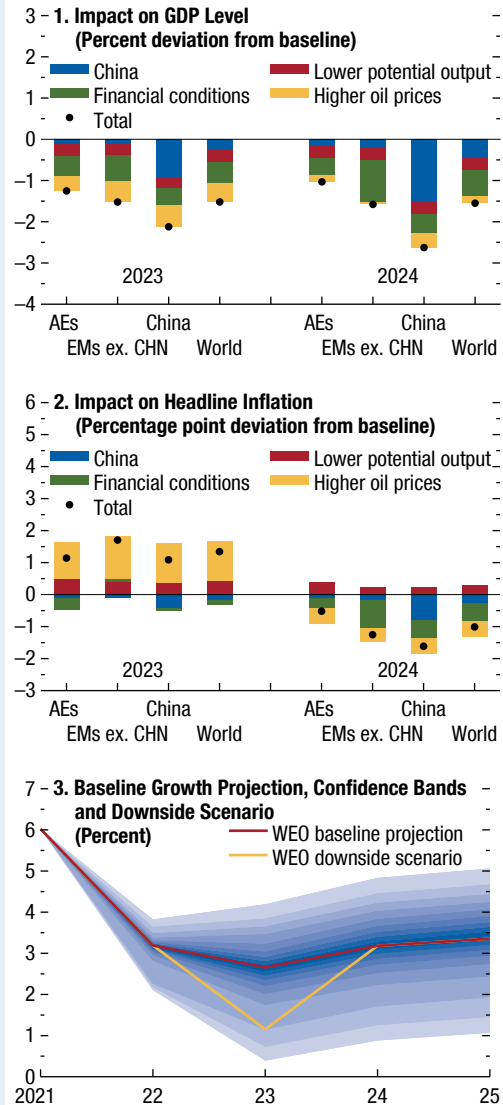 3
1. Impact on GDP Level
(Percent deviation from baseline)
2
China
Lower potential output
Financial conditions
Higher oil prices
1
Total
0
−1
−2
−3
2023
2024
−4
AEs
China
AEs
China
EMs ex. CHN
World
EMs ex. CHN
World
6
2. Impact on Headline Inflation
(Percentage point deviation from baseline)
5
China
Lower potential output
4
Financial conditions
Higher oil prices
3
Total
2
1
0
−1
−2
2023
2024
−3
AEs
China
AEs
China
EMs ex. CHN
World
EMs ex. CHN
World
7
3. Baseline Growth Projection, Confidence Bands
and Downside Scenario
(Percent)
6
WEO baseline projection
WEO downside scenario
5
4
3
2
1
0
2021
22
23
24
25